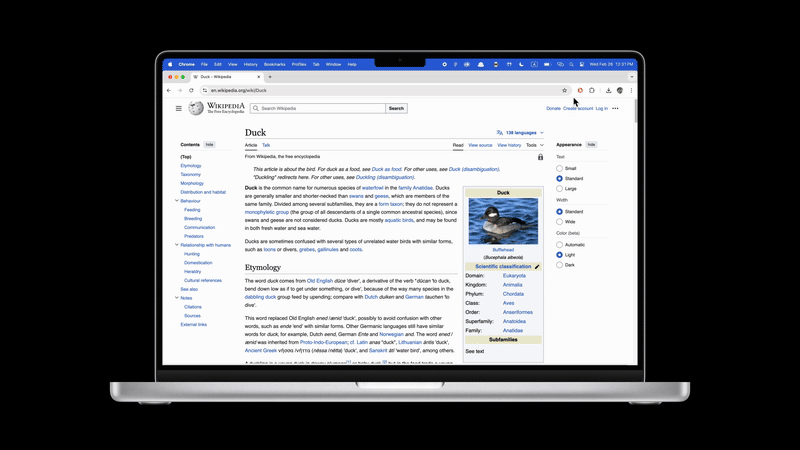 Chrome File Edit View History Bookmarks Profiles Tab Window Help
Wed Feb 26 12:31PM
Duck – Wikipedia
en.wikipedia.org/wiki/Duck
WIKIPEDIA
The Free Encyclopedia
Search Wikipedia
Search
Donate Create account Log in
Contents hide
(Top)
Etymology
Taxonomy
Morphology
Distribution and habitat
Behaviour
Feeding
Breeding
Communication
Predators
Relationship with humans
Hunting
Domestication
Heraldry
Cultural references
See also
Notes
Citations
Sources
External links
Duck
138 languages
Article Talk
Read View source View history Tools
From Wikipedia, the free encyclopedia
This article is about the bird. For duck as a food, see Duck as food. For other uses, see Duck (disambiguation).
"Duckling" redirects here. For other uses, see Duckling (disambiguation).
Duck is the common name for numerous species of waterfowl in the family Anatidae. Ducks
are generally smaller and shorter-necked than swans and geese, which are members of the
same family. Divided among several subfamilies, they are a form taxon; they do not represent a
monophyletic group (the group of all descendants of a single common ancestral species), since
swans and geese are not considered ducks. Ducks are mostly aquatic birds, and may be found
in both fresh water and sea water.
Ducks are sometimes confused with several types of unrelated water birds with similar forms,
such as loons or divers, grebes, gallinules and coots.
Etymology
The word duck comes from Old English dūce 'diver', a derivative of the verb *dūcan 'to duck,
bend down low as if to get under something, or dive', because of the way many species in the
dabbling duck group feed by upending; compare with Dutch duiken and German tauchen 'to
dive'.
This word replaced Old English ened /ænid 'duck', possibly to avoid confusion with other
words, such as ende 'end' with similar forms. Other Germanic languages still have similar
words for duck, for example, Dutch eend, German Ente and Norwegian and. The word ened /
ænid was inherited from Proto-Indo-European; cf. Latin anas "duck", Lithuanian ántis 'duck',
Ancient Greek νῆσσα /νῆττα (nēssa /nētta) 'duck', and Sanskrit ātí 'water bird', among others.
Duck
Bufflehead
(Bucephala albeola)
Scientific classification
Domain: Eukaryota
Kingdom: Animalia
Phylum: Chordata
Class: Aves
Order: Anseriformes
Superfamily: Anatoidea
Family: Anatidae
Subfamilies
See text
Appearance hide
Text
Small
Standard
Large
Width
Standard
Wide
Color (beta)
Automatic
Light
Dark